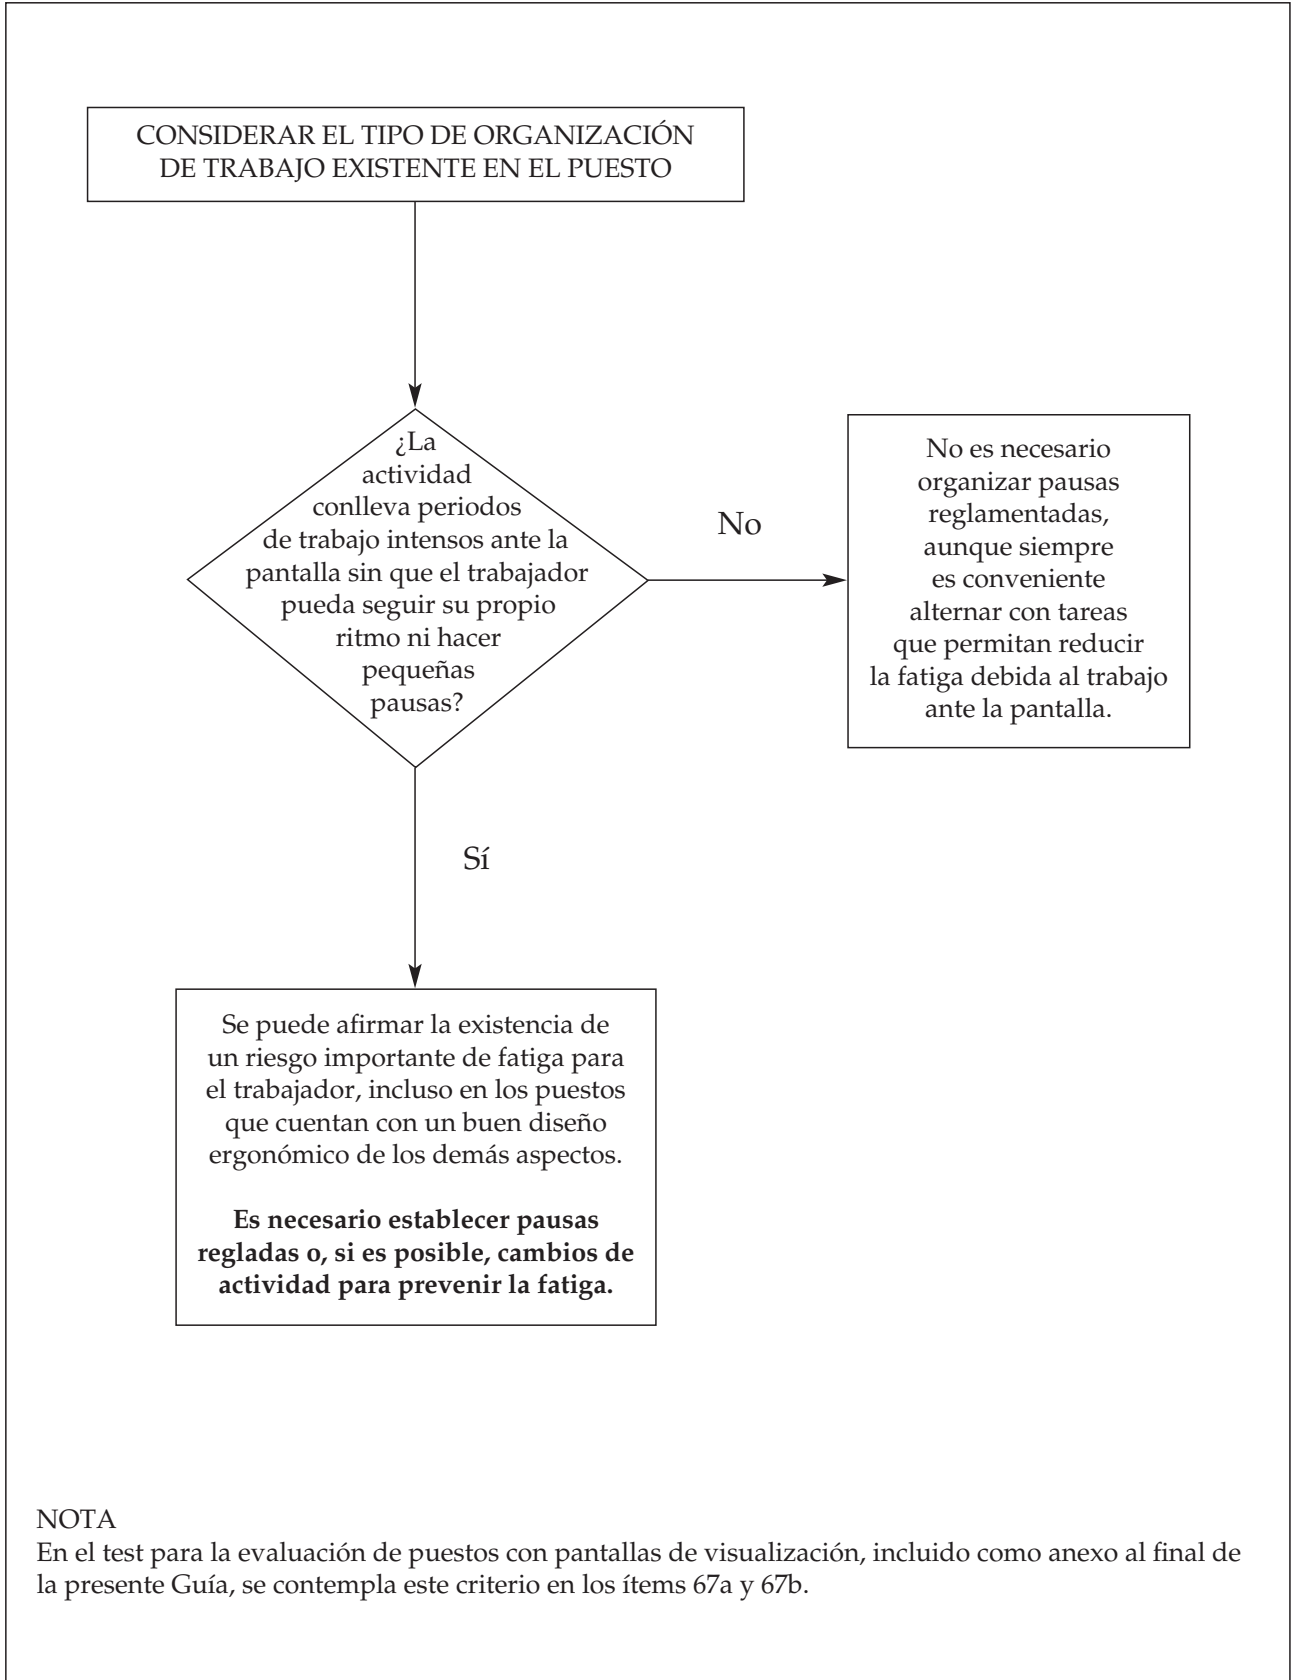 CONSIDERAR EL TIPO DE ORGANIZACIÓN
DE TRABAJO EXISTENTE EN EL PUESTO
¿La
actividad
conlleva periodos
de trabajo intensos ante la
pantalla sin que el trabajador
pueda seguir su propio
ritmo ni hacer
pequeñas
pausas?
No
No es necesario
organizar pausas
reglamentadas,
aunque siempre
es conveniente
alternar con tareas
que permitan reducir
la fatiga debida al trabajo
ante la pantalla.
Sí
Se puede afirmar la existencia de
un riesgo importante de fatiga para
el trabajador, incluso en los puestos
que cuentan con un buen diseño
ergonómico de los demás aspectos.
Es necesario establecer pausas
regladas o, si es posible, cambios de
actividad para prevenir la fatiga.
NOTA
En el test para la evaluación de puestos con pantallas de visualización, incluido como anexo al final de
la presente Guía, se contempla este criterio en los ítems 67a y 67b.